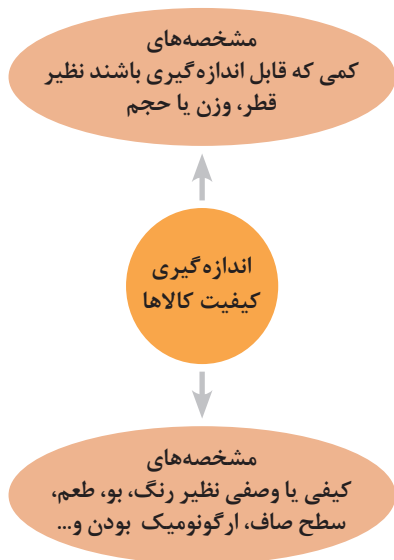 مشخصه‌های
کمی که قابل اندازه‌گیری باشند نظیر
قطر، وزن یا حجم
اندازه‌گیری
کیفیت کالاها
مشخصه‌های
کیفی یا وصفی نظیر رنگ، بو، طعم،
سطح صاف، ارگونومیک بودن و...